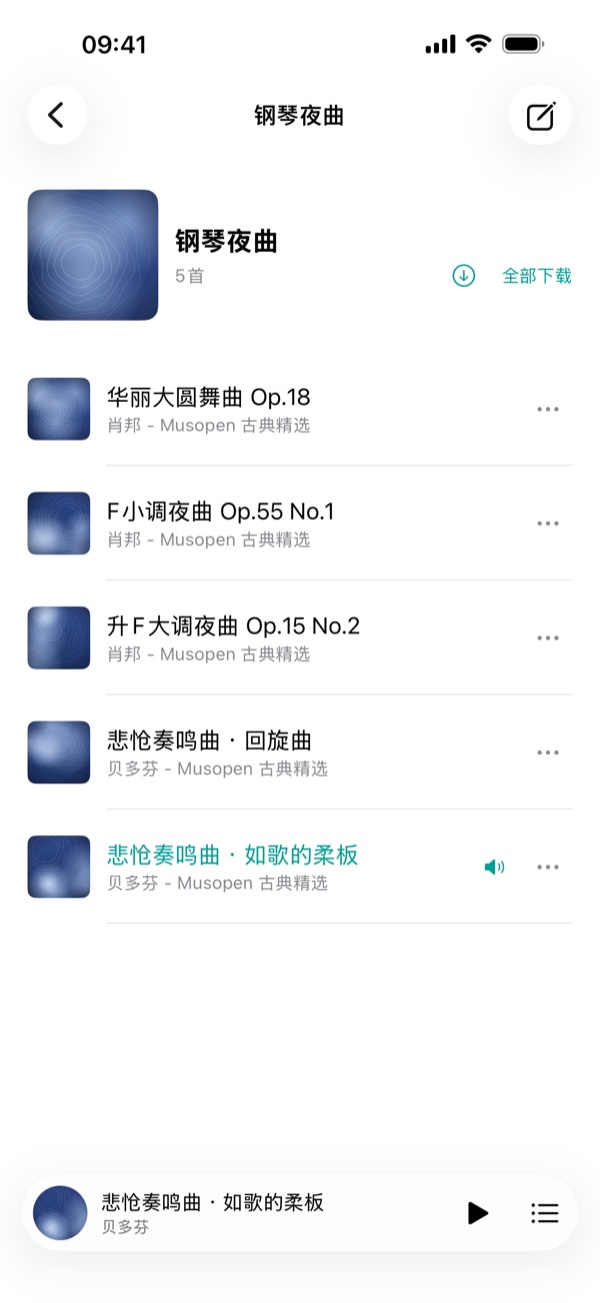 09:41
钢琴夜曲
钢琴夜曲
5首
全部下载
华丽大圆舞曲 Op.18
肖邦 - Musopen 古典精选
F小调夜曲 Op.55 No.1
肖邦 - Musopen 古典精选
升F大调夜曲 Op.15 No.2
肖邦 - Musopen 古典精选
悲怆奏鸣曲 · 回旋曲
贝多芬 - Musopen 古典精选
悲怆奏鸣曲 · 如歌的柔板
贝多芬 - Musopen 古典精选
悲怆奏鸣曲 · 如歌的柔板
贝多芬